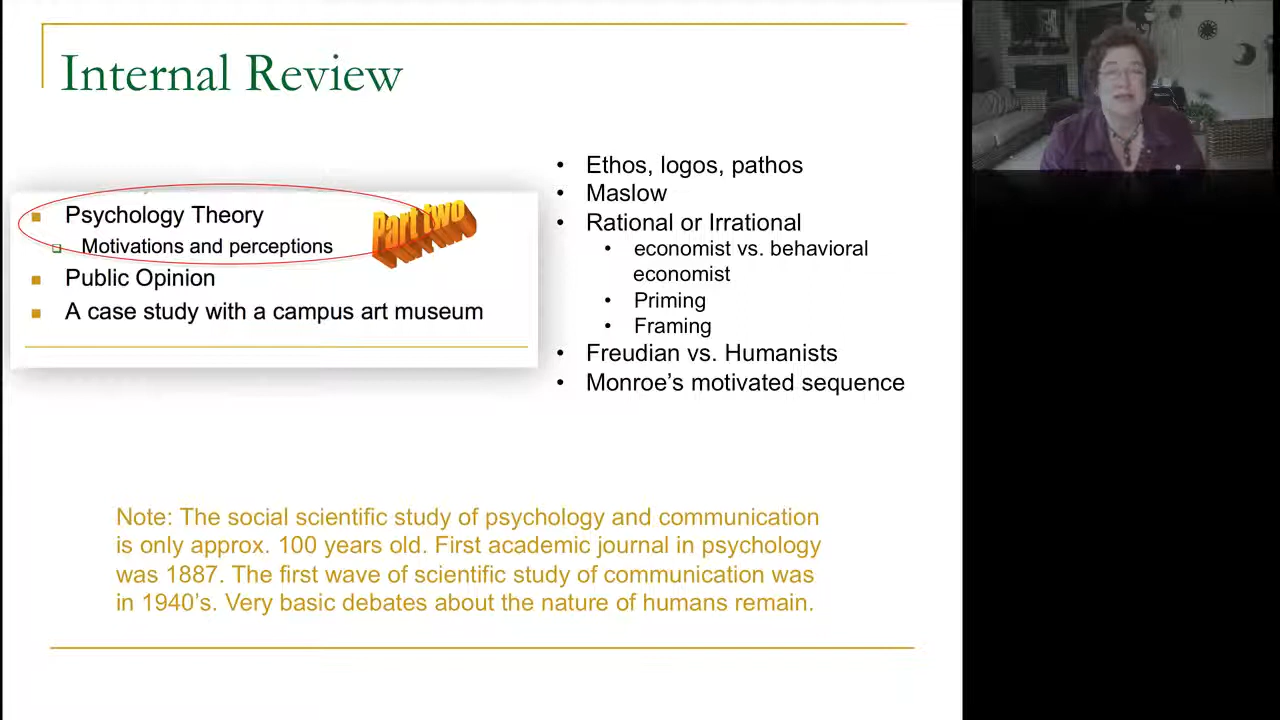 Internal Review
Psychology Theory
Motivations and perceptions
Public Opinion
A case study with a campus art museum
Part two
Ethos, logos, pathos
Maslow
Rational or Irrational
economist vs. behavioral
economist
Priming
Framing
Freudian vs. Humanists
Monroe’s motivated sequence
Note: The social scientific study of psychology and communication
is only approx. 100 years old. First academic journal in psychology
was 1887. The first wave of scientific study of communication was
in 1940’s. Very basic debates about the nature of humans remain.